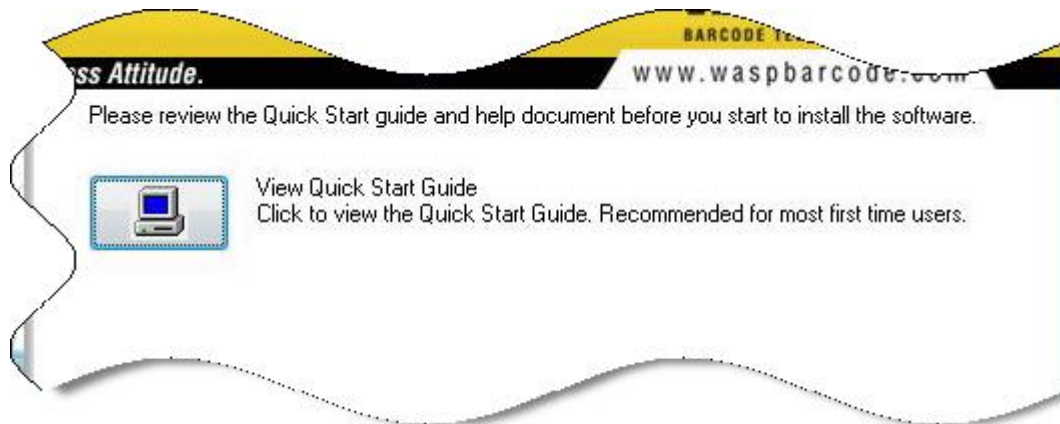 BARCODE
ss Attitude.
www.waspbarcode.com
Please review the Quick Start guide and help document before you start to install the software.
View Quick Start Guide
Click to view the Quick Start Guide. Recommended for most first time users.